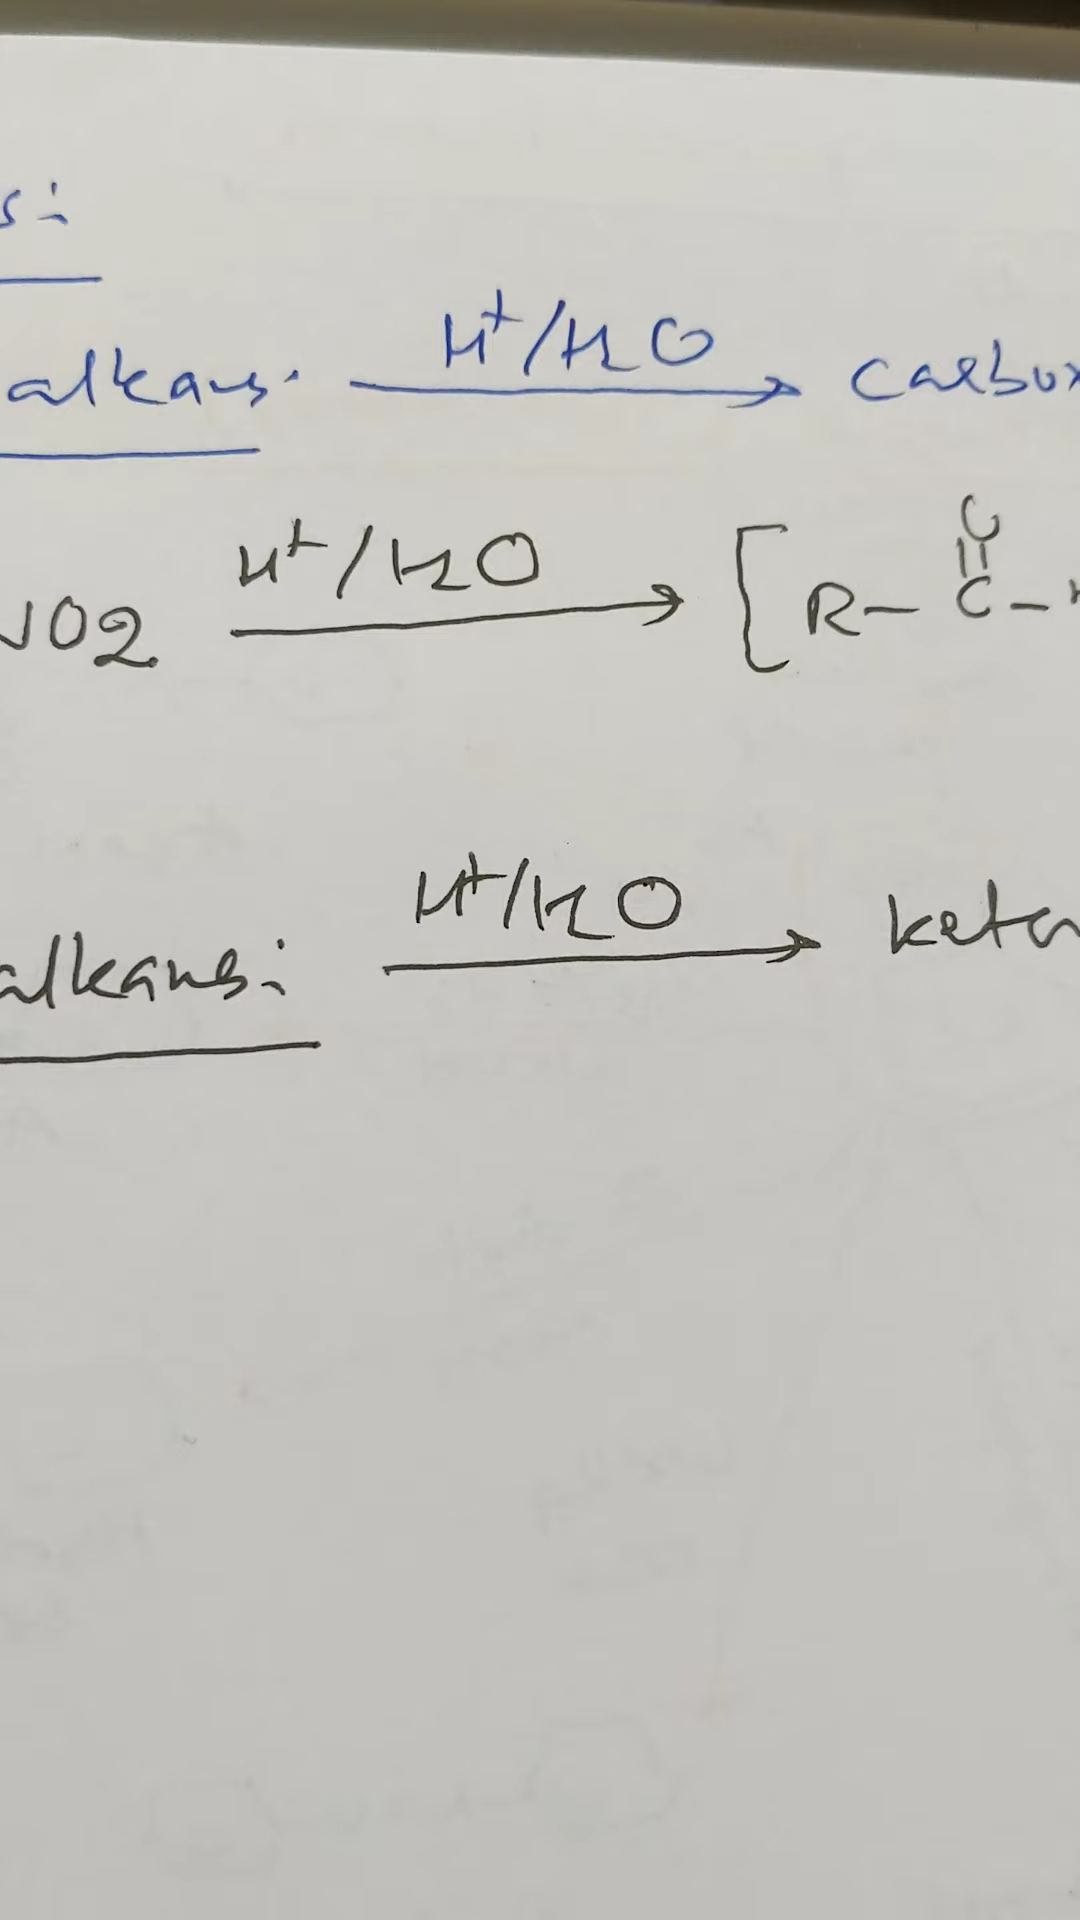 s:-
alkans. H+/H2O carbox
NO2 H+/H2O [R-C-
O
||
alkans:- H+/H2O keto